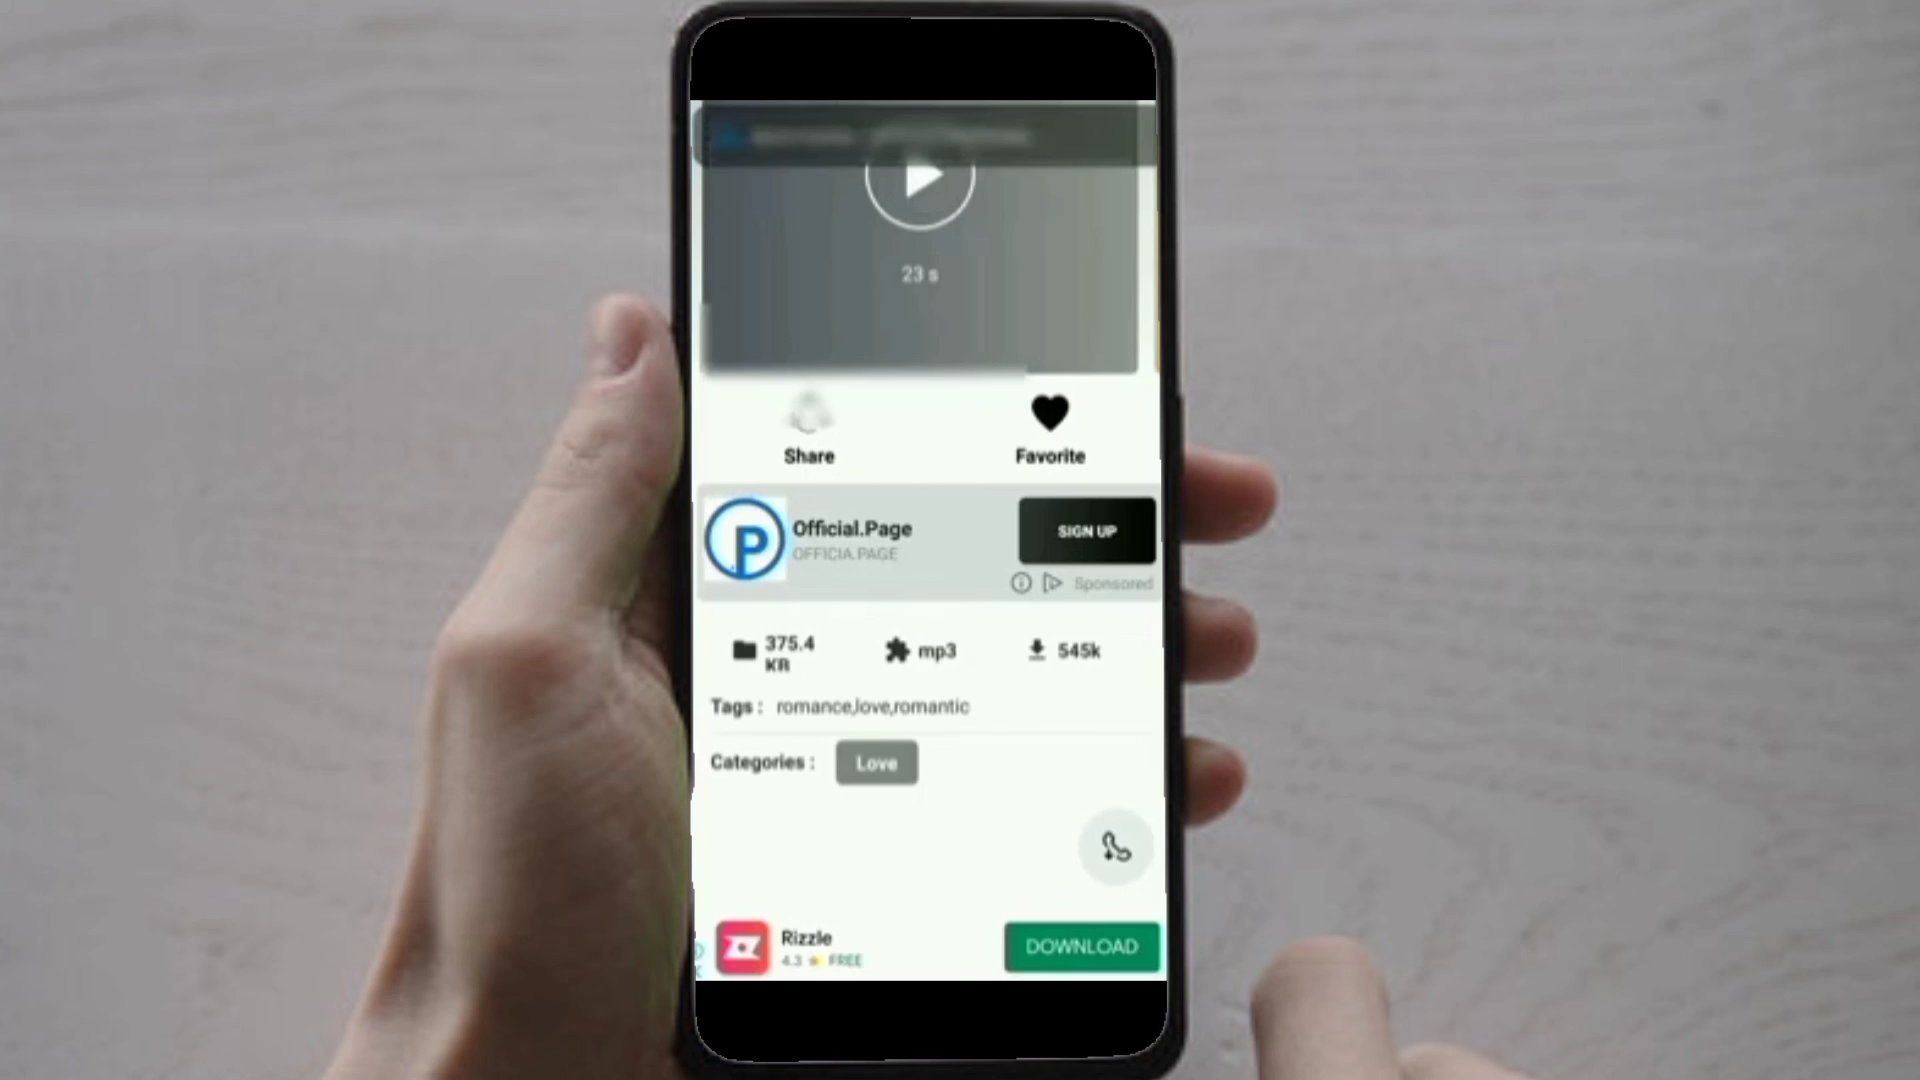 23 s
Share
Favorite
Official.Page
OFFICIA.PAGE
SIGN UP
Sponsored
375.4
KB
mp3
545k
Tags : romance,love,romantic
Categories : Love
Rizzle
4.3 ★ FREE
DOWNLOAD